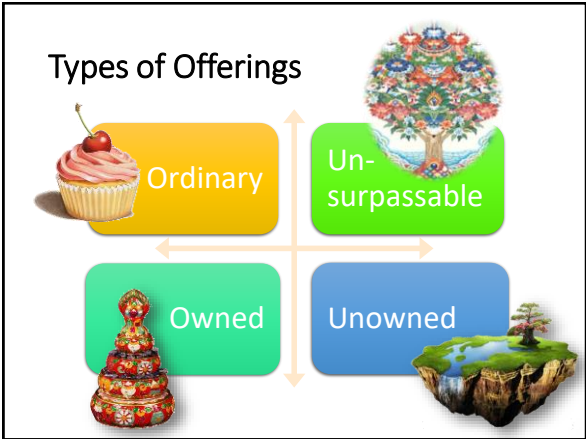 Types of Offerings
Ordinary
Un-
surpassable
Owned
Unowned